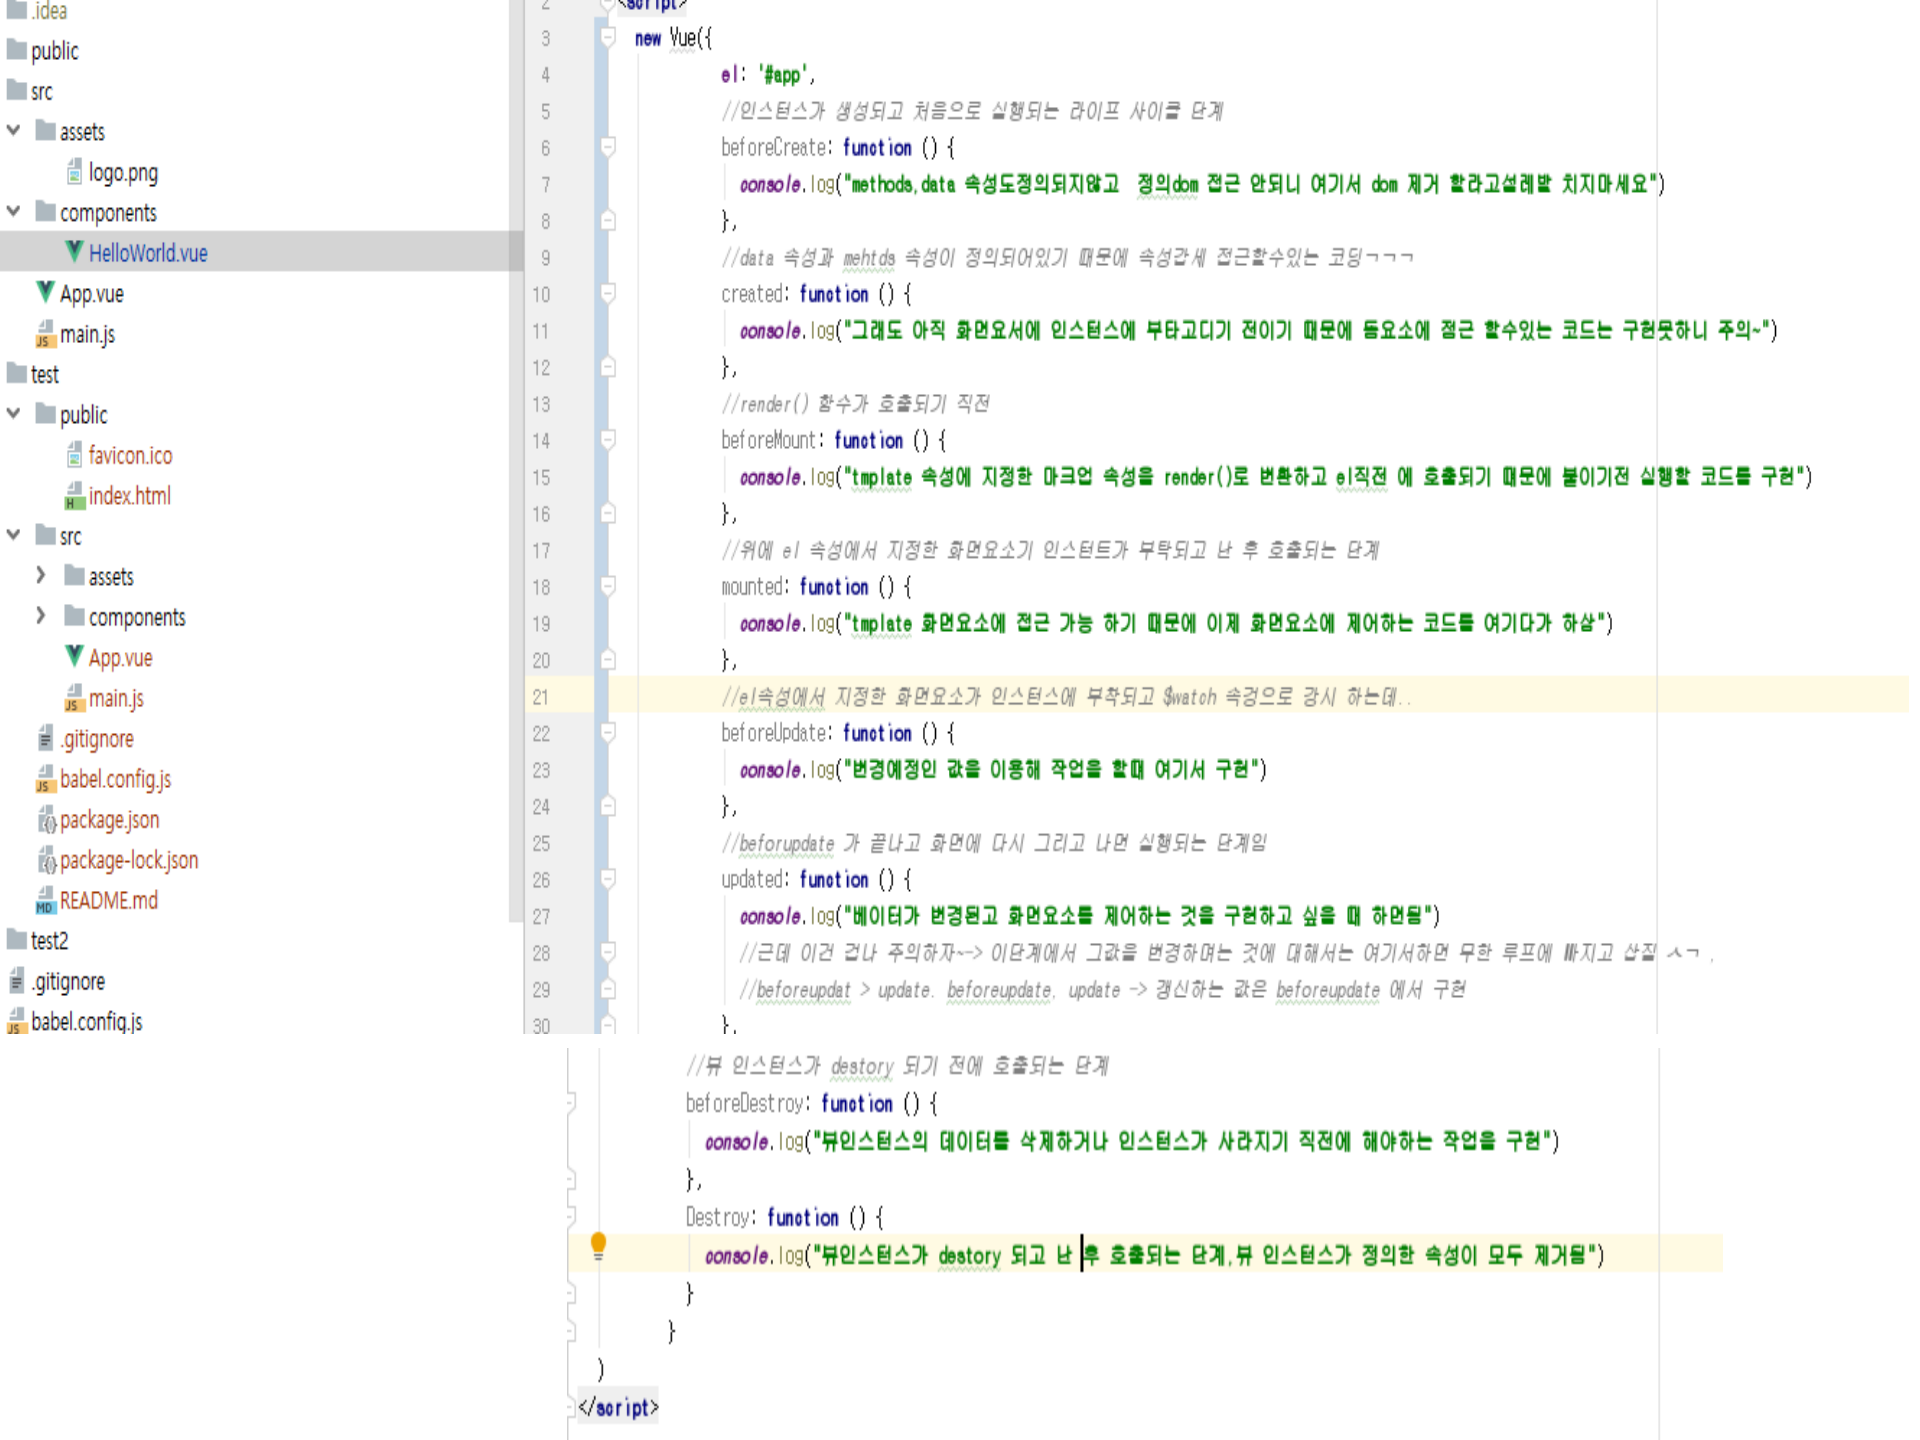 .idea
public
src
assets
logo.png
components
HelloWorld.vue
App.vue
main.js
test
public
favicon.ico
index.html
src
assets
components
App.vue
main.js
.gitignore
babel.config.js
package.json
package-lock.json
README.md
test2
.gitignore
babel.config.js
2 <script>
3 new Vue({
4 el: '#app',
5 //인스턴스가 생성되고 처음으로 실행되는 라이프 사이클 단계
6 beforeCreate: function () {
7 console.log("methods,data 속성도정의되지않고  정의dom 접근 안되니 여기서 dom 제거 할라고설레발 치지마세요")
8 },
9 //data 속성과 mehtds 속성이 정의되어있기 때문에 속성값세 접근할수있는 코딩ㄱㄱㄱ
10 created: function () {
11 console.log("그래도 아직 화면요서에 인스턴스에 부타고디기 전이기 때문에 돔요소에 접근 할수있는 코드는 구현못하니 주의~")
12 },
13 //render() 함수가 호출되기 직전
14 beforeMount: function () {
15 console.log("tmplate 속성에 지정한 마크업 속성을 render()로 변환하고 el직전 에 호출되기 때문에 붙이기전 실행할 코드를 구현")
16 },
17 //위에 el 속성에서 지정한 화면요소기 인스턴트가 부탁되고 난 후 호출되는 단계
18 mounted: function () {
19 console.log("tmplate 화면요소에 접근 가능 하기 때문에 이제 화면요소에 제어하는 코드를 여기다가 하삼")
20 },
21 //el속성에서 지정한 화면요소가 인스턴스에 부착되고 $watch 속겅으로 강시 하는데..
22 beforeUpdate: function () {
23 console.log("변경예정인 값을 이용해 작업을 할때 여기서 구현")
24 },
25 //beforupdate 가 끝나고 화면에 다시 그리고 나면 실행되는 단계임
26 updated: function () {
27 console.log("베이터가 변경된고 화면요소를 제어하는 것을 구현하고 싶을 때 하면됨")
28 //근데 이건 겁나 주의하자~-> 이단계에서 그값을 변경하며는 것에 대해서는 여기서하면 무한 루프에 빠지고 삽질 ㅅㄱ .
29 //beforeupdat > update. beforeupdate, update -> 갱신하는 값은 beforeupdate 에서 구현
30 },
//뷰 인스턴스가 destory 되기 전에 호출되는 단계
beforeDestroy: function () {
console.log("뷰인스턴스의 데이터를 삭제하거나 인스턴스가 사라지기 직전에 해야하는 작업을 구현")
},
Destroy: function () {
console.log("뷰인스턴스가 destory 되고 난 후 호출되는 단계,뷰 인스턴스가 정의한 속성이 모두 제거됨")
}
}
)
</script>